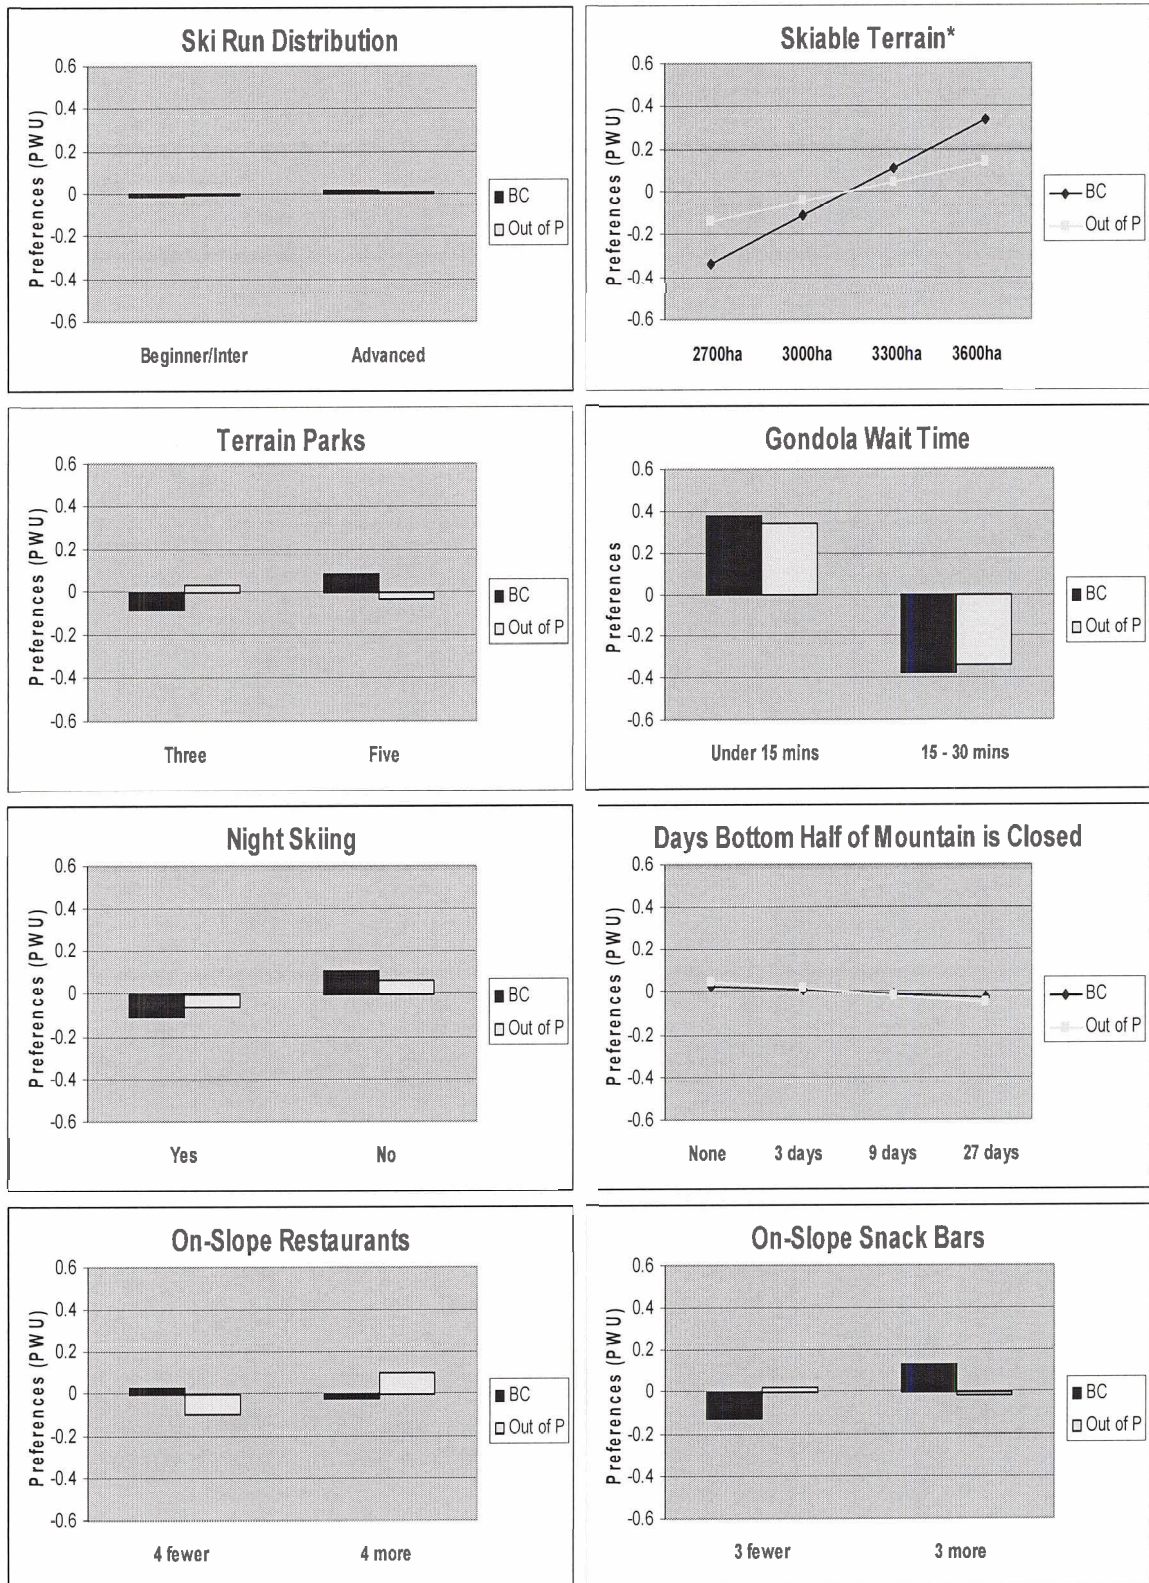 Ski Run Distribution
Preferences (PWU)
0.6
0.4
0.2
0
-0.2
-0.4
-0.6
Beginner/Inter Advanced
BC
Out of P
Skiable Terrain*
Preferences (PWU)
0.6
0.4
0.2
0
-0.2
-0.4
-0.6
2700ha 3000ha 3300ha 3600ha
BC
Out of P
Terrain Parks
Preferences (PWU)
0.6
0.4
0.2
0
-0.2
-0.4
-0.6
Three Five
BC
Out of P
Gondola Wait Time
Preferences
0.6
0.4
0.2
0
-0.2
-0.4
-0.6
Under 15 mins 15 - 30 mins
BC
Out of P
Night Skiing
Preferences (PWU)
0.6
0.4
0.2
0
-0.2
-0.4
-0.6
Yes No
BC
Out of P
Days Bottom Half of Mountain is Closed
Preferences (PWU)
0.6
0.4
0.2
0
-0.2
-0.4
-0.6
None 3 days 9 days 27 days
BC
Out of P
On-Slope Restaurants
Preferences (PWU)
0.6
0.4
0.2
0
-0.2
-0.4
-0.6
4 fewer 4 more
BC
Out of P
On-Slope Snack Bars
Preferences (PWU)
0.6
0.4
0.2
0
-0.2
-0.4
-0.6
3 fewer 3 more
BC
Out of P